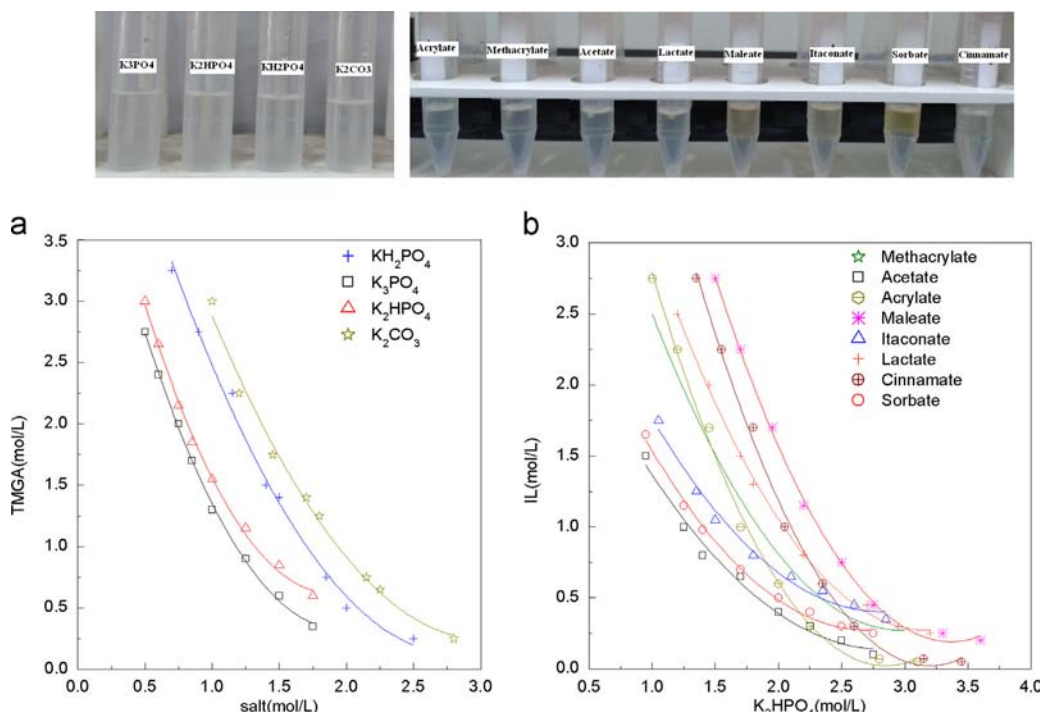 K3PO4 K2HPO4 KH2PO4 K2CO3
Acrylate Methacrylate Acetate Lactate Maleate Itaconate Sorbate Cinnamate
a
3.5
3.0
2.5
2.0
1.5
1.0
0.5
0.0
TMGA(mol/L)
KH₂PO₄
K₃PO₄
K₂HPO₄
K₂CO₃
0.0 0.5 1.0 1.5 2.0 2.5 3.0
salt(mol/L)
b
3.0
2.5
2.0
1.5
1.0
0.5
0.0
IL(mol/L)
Methacrylate
Acetate
Acrylate
Maleate
Itaconate
Lactate
Cinnamate
Sorbate
0.5 1.0 1.5 2.0 2.5 3.0 3.5 4.0
K₂HPO₄(mol/L)